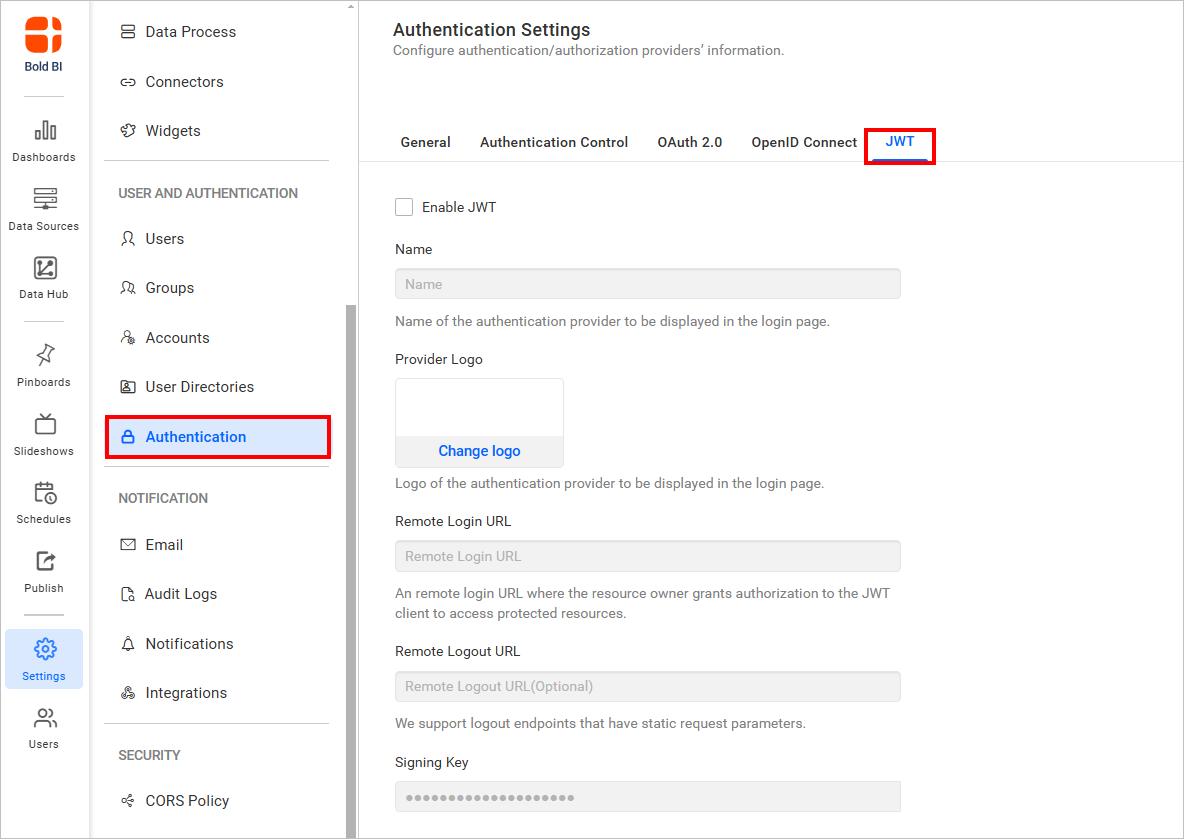 Bold BI
Dashboards
Data Sources
Data Hub
Pinboards
Slideshows
Schedules
Publish
Settings
Users
Data Process
Connectors
Widgets
USER AND AUTHENTICATION
Users
Groups
Accounts
User Directories
Authentication
NOTIFICATION
Email
Audit Logs
Notifications
Integrations
SECURITY
CORS Policy
Authentication Settings
Configure authentication/authorization providers’ information.
General Authentication Control OAuth 2.0 OpenID Connect JWT
Enable JWT
Name
Name
Name of the authentication provider to be displayed in the login page.
Provider Logo
Change logo
Logo of the authentication provider to be displayed in the login page.
Remote Login URL
Remote Login URL
An remote login URL where the resource owner grants authorization to the JWT
client to access protected resources.
Remote Logout URL
Remote Logout URL(Optional)
We support logout endpoints that have static request parameters.
Signing Key
●●●●●●●●●●●●●●●●●●●●